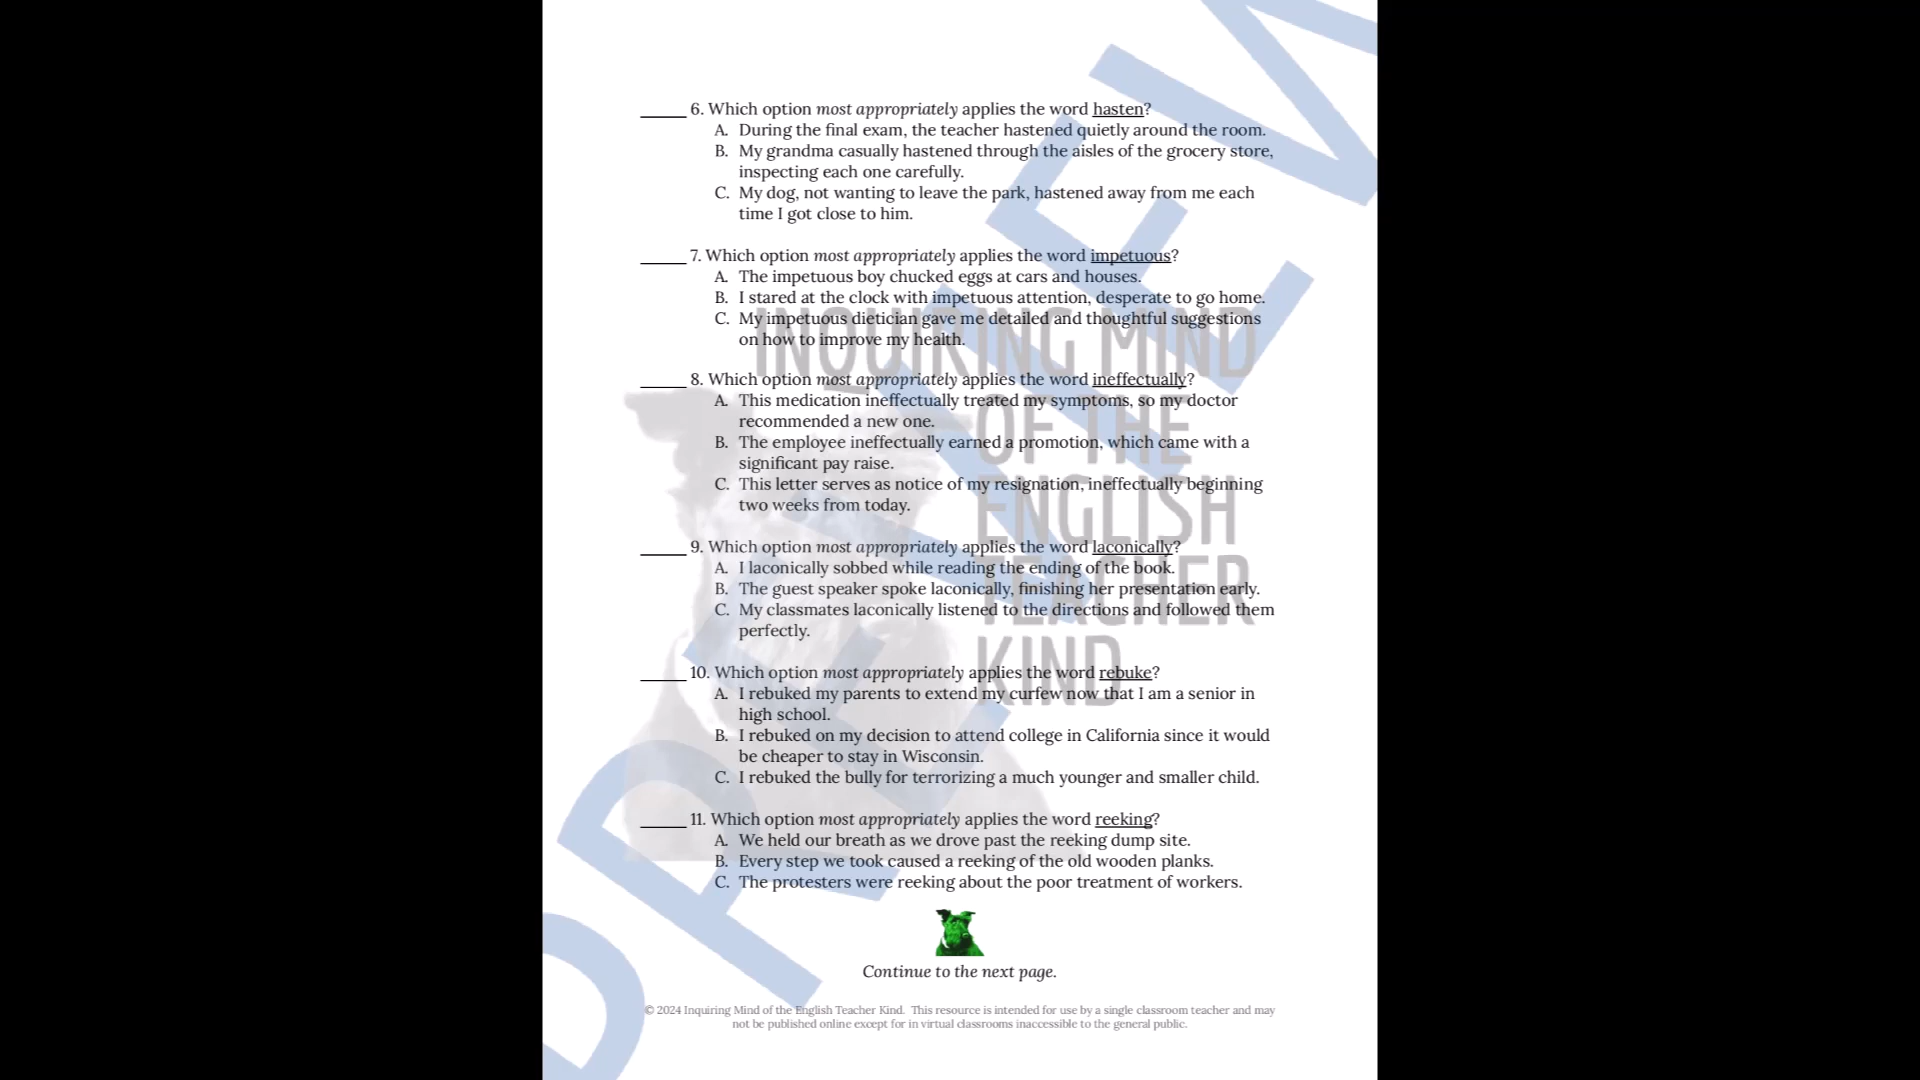 _____ 6. Which option most appropriately applies the word hasten?
A. During the final exam, the teacher hastened quietly around the room.
B. My grandma casually hastened through the aisles of the grocery store,
inspecting each one carefully.
C. My dog, not wanting to leave the park, hastened away from me each
time I got close to him.
_____ 7. Which option most appropriately applies the word impetuous?
A. The impetuous boy chucked eggs at cars and houses.
B. I stared at the clock with impetuous attention, desperate to go home.
C. My impetuous dietician gave me detailed and thoughtful suggestions
on how to improve my health.
_____ 8. Which option most appropriately applies the word ineffectually?
A. This medication ineffectually treated my symptoms, so my doctor
recommended a new one.
B. The employee ineffectually earned a promotion, which came with a
significant pay raise.
C. This letter serves as notice of my resignation, ineffectually beginning
two weeks from today.
_____ 9. Which option most appropriately applies the word laconically?
A. I laconically sobbed while reading the ending of the book.
B. The guest speaker spoke laconically, finishing her presentation early.
C. My classmates laconically listened to the directions and followed them
perfectly.
_____ 10. Which option most appropriately applies the word rebuke?
A. I rebuked my parents to extend my curfew now that I am a senior in
high school.
B. I rebuked on my decision to attend college in California since it would
be cheaper to stay in Wisconsin.
C. I rebuked the bully for terrorizing a much younger and smaller child.
_____ 11. Which option most appropriately applies the word reeking?
A. We held our breath as we drove past the reeking dump site.
B. Every step we took caused a reeking of the old wooden planks.
C. The protesters were reeking about the poor treatment of workers.
Continue to the next page.
© 2024 Inquiring Mind of the English Teacher Kind. This resource is intended for use by a single classroom teacher and may
not be published online except for in virtual classrooms inaccessible to the general public.
INQUIRING MIND
OF THE
ENGLISH
TEACHER
KIND
PREVIEW